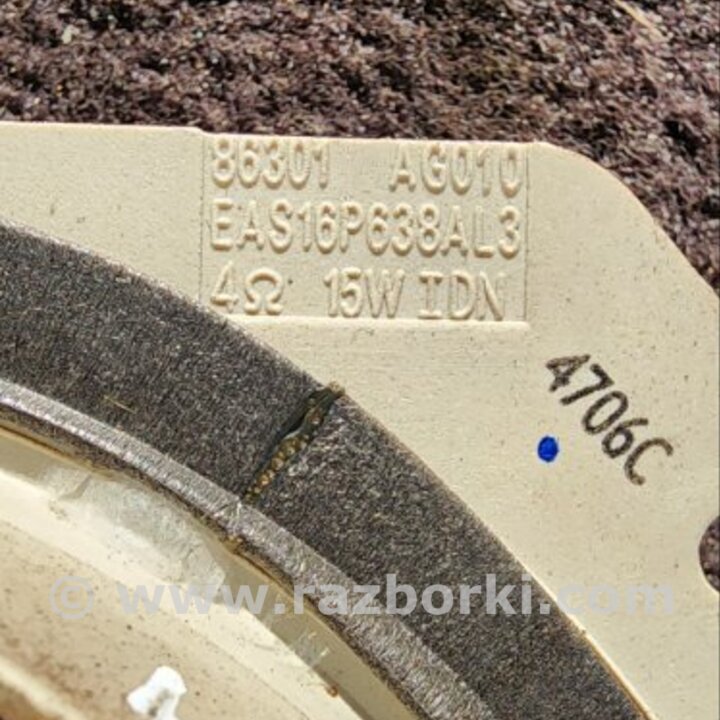 86301 AG010
EAS16P638AL3
4Ω 15W IDN
4706C
© www.razborki.com